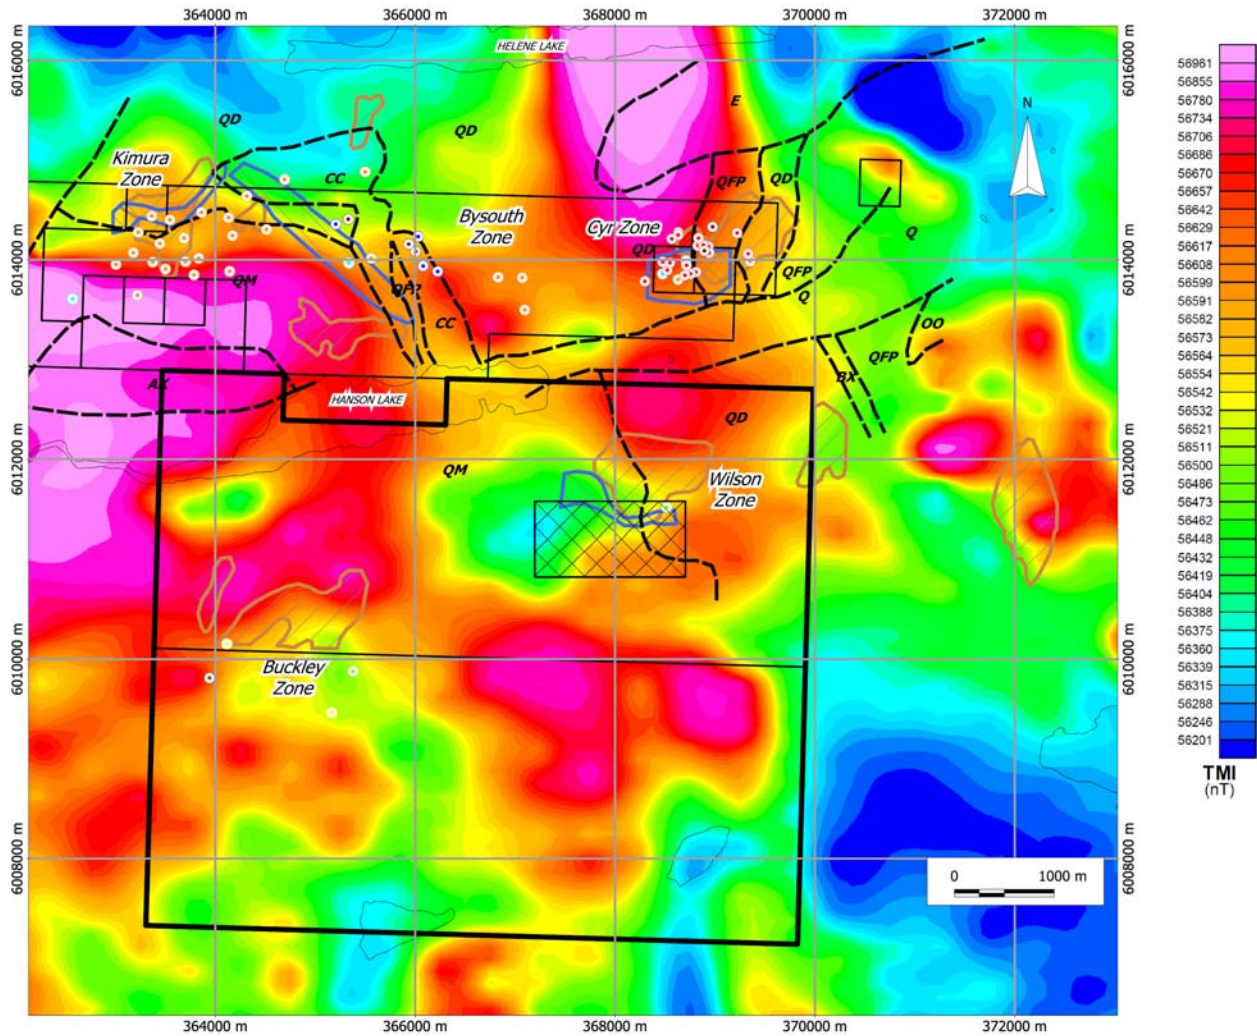 364000 m
366000 m
368000 m
370000 m
372000 m
6016000 m
6014000 m
6012000 m
6010000 m
6008000 m
HELENE LAKE
N
E
QD
QD
Kimura
Zone
CC
QFP
QD
Bysouth
Zone
Cyr Zone
Q
QD
QFP
QM
QFP
Q
CC
OO
QFP
BX
AK
HANSON LAKE
QD
QM
Wilson
Zone
Buckley
Zone
0
1000 m
6016000 m
6014000 m
6012000 m
6010000 m
6008000 m
364000 m
366000 m
368000 m
370000 m
372000 m
56961
56855
56780
56734
56706
56686
56670
56657
56642
56629
56617
56608
56599
56591
56582
56573
56564
56554
56542
56532
56521
56511
56500
56486
56473
56462
56448
56432
56419
56404
56388
56375
56360
56339
56315
56287
56246
56201
TMI
(nT)